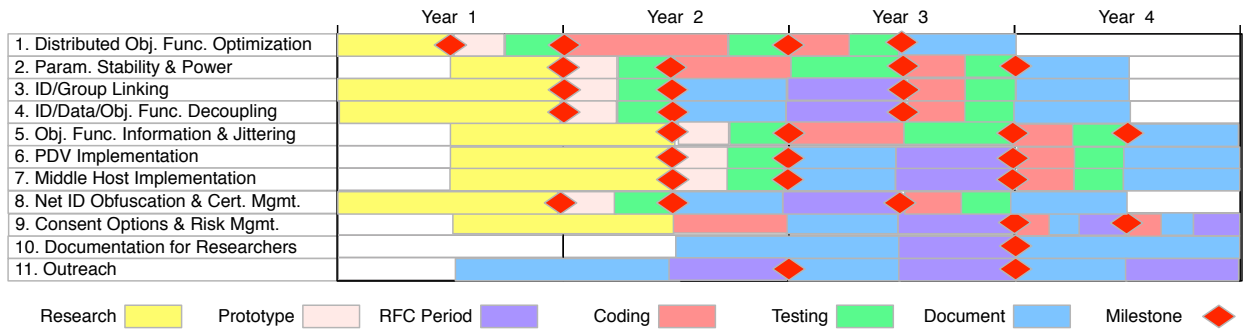 Year 1 Year 2 Year 3 Year 4
1. Distributed Obj. Func. Optimization
2. Param. Stability & Power
3. ID/Group Linking
4. ID/Data/Obj. Func. Decoupling
5. Obj. Func. Information & Jittering
6. PDV Implementation
7. Middle Host Implementation
8. Net ID Obfuscation & Cert. Mgmt.
9. Consent Options & Risk Mgmt.
10. Documentation for Researchers
11. Outreach
Research Prototype RFC Period Coding Testing Document Milestone